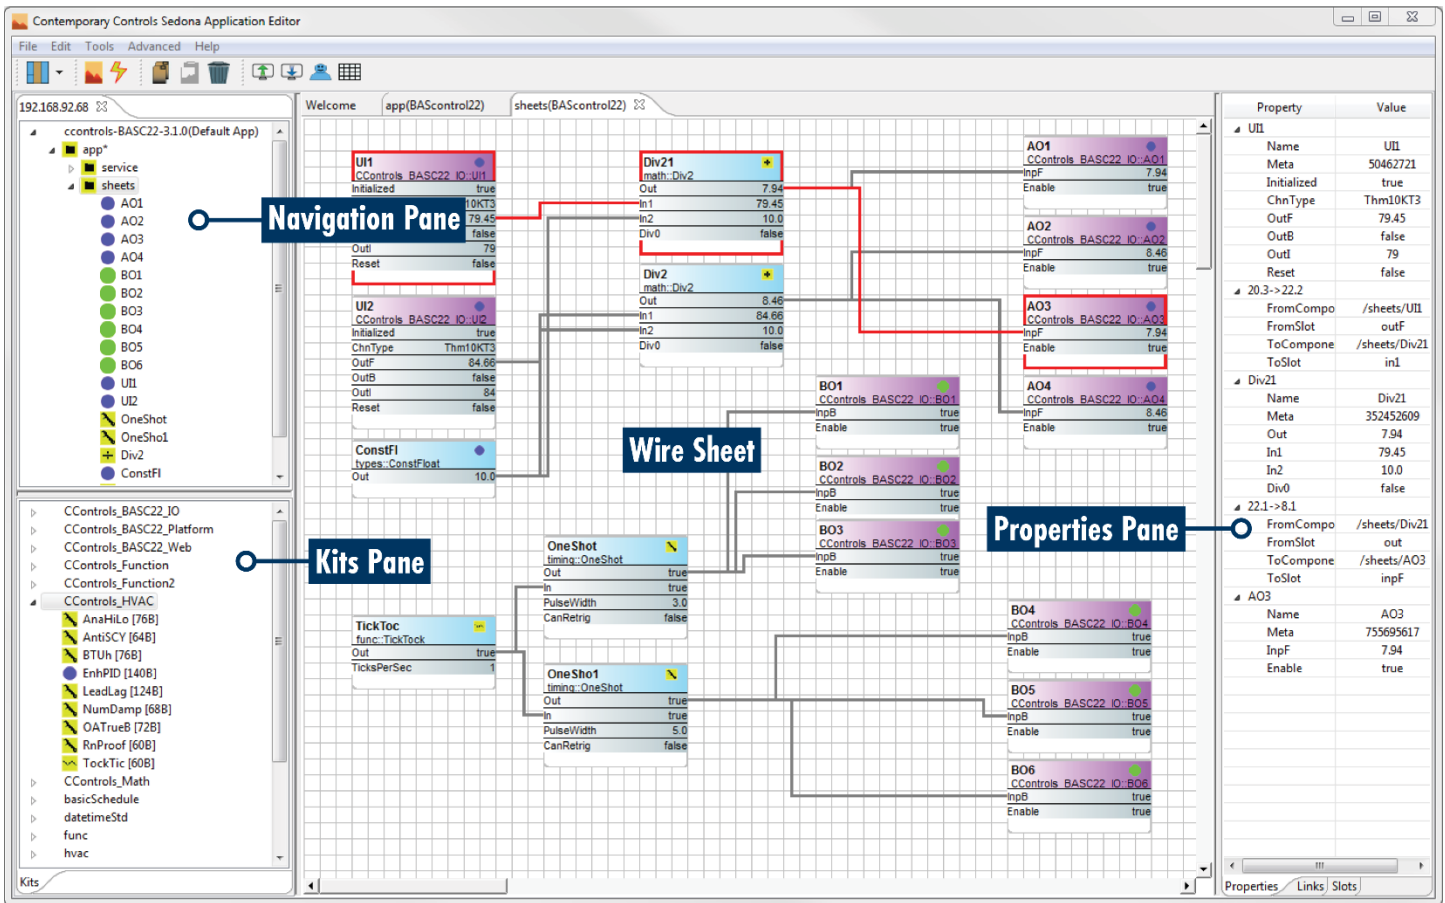 Contemporary Controls Sedona Application Editor
File Edit Tools Advanced Help
192.168.92.68
ccontrols-BASC22-3.1.0(Default App)
app*
service
sheets
AO1
AO2
AO3
AO4
BO1
BO2
BO3
BO4
BO5
BO6
UI1
UI2
OneShot
OneSho1
Div2
ConstFl
Navigation Pane
CControls_BASC22_IO
CControls_BASC22_Platform
CControls_BASC22_Web
CControls_Function
CControls_Function2
CControls_HVAC
AnaHiLo [76B]
AntiSCY [64B]
BTUh [76B]
EnhPID [140B]
LeadLag [124B]
NumDamp [68B]
OATrueB [72B]
RnProof [60B]
TockTic [60B]
CControls_Math
basicSchedule
datetimeStd
func
hvac
Kits
Kits Pane
Welcome app(BAScontrol22) sheets(BAScontrol22)
UI1
CControls_BASC22_IO::UI1
Initialized true
10KT3
79.45
false
OutI 79
Reset false
UI2
CControls_BASC22_IO::UI2
Initialized true
ChnType Thm10KT3
OutF 84.66
OutB false
OutI 84
Reset false
ConstFl
types::ConstFloat
Out 10.0
TickToc
func::TickTock
Out true
TicksPerSec 1
Div21
math::Div2
Out 7.94
In1 79.45
In2 10.0
Div0 false
Div2
math::Div2
Out 8.46
In1 84.66
In2 10.0
Div0 false
Wire Sheet
OneShot
timing::OneShot
Out true
In true
PulseWidth 3.0
CanRetrig false
OneSho1
timing::OneShot
Out true
In true
PulseWidth 5.0
CanRetrig false
AO1
CControls_BASC22_IO::AO1
InpF 7.94
Enable true
AO2
CControls_BASC22_IO::AO2
InpF 8.46
Enable true
AO3
CControls_BASC22_IO::AO3
InpF 7.94
Enable true
AO4
CControls_BASC22_IO::AO4
InpF 8.46
Enable true
BO1
CControls_BASC22_IO::BO1
InpB true
Enable true
BO2
CControls_BASC22_IO::BO2
InpB true
Enable true
BO3
CControls_BASC22_IO::BO3
InpB true
Enable true
BO4
CControls_BASC22_IO::BO4
InpB true
Enable true
BO5
CControls_BASC22_IO::BO5
InpB true
Enable true
BO6
CControls_BASC22_IO::BO6
InpB true
Enable true
Properties Pane
Property Value
UI1
Name UI1
Meta 50462721
Initialized true
ChnType Thm10KT3
OutF 79.45
OutB false
OutI 79
Reset false
20.3->22.2
FromCompo /sheets/UI1
FromSlot outF
ToCompone /sheets/Div21
ToSlot in1
Div21
Name Div21
Meta 352452609
Out 7.94
In1 79.45
In2 10.0
Div0 false
22.1->8.1
FromCompo /sheets/Div21
FromSlot out
ToCompone /sheets/AO3
ToSlot inpF
AO3
Name AO3
Meta 755695617
InpF 7.94
Enable true
Properties Links Slots